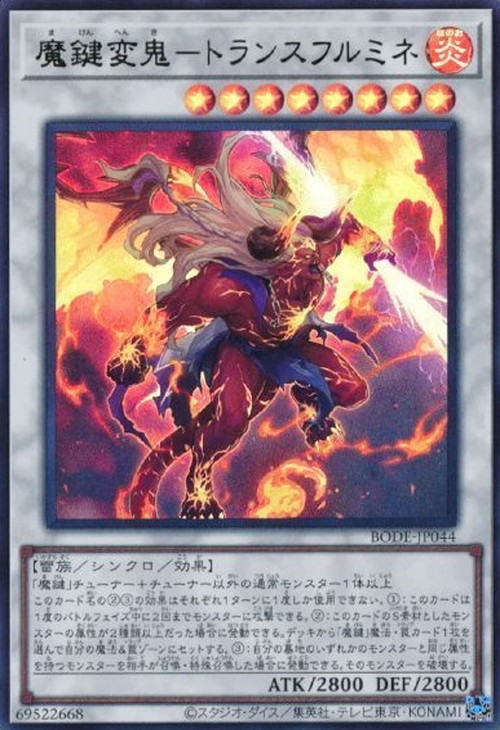 魔鍵変鬼－トランスフルミネ
炎
BODE-JP044
【雷族／シンクロ／効果】
「魔鍵」チューナー＋チューナー以外の通常モンスター1体以上
このカード名の②③の効果はそれぞれ1ターンに1度しか使用できない。①：このカードは
1度のバトルフェイズ中に2回までモンスターに攻撃できる。②：このカードのS素材としたモン
スターの属性が2種類以上だった場合に発動できる。デッキから「魔鍵」魔法・罠カード1枚を
選んで自分の魔法＆罠ゾーンにセットする。③：自分の墓地のいずれかのモンスターと同じ属性
を持つモンスターを相手が召喚・特殊召喚した場合に発動できる。そのモンスターを破壊する。
ATK/2800 DEF/2800
69522668
©スタジオ・ダイス／集英社・テレビ東京・KONAMI